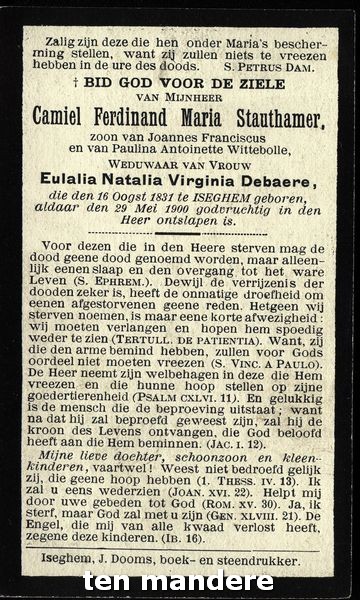 Zalig zijn deze die hen onder Maria's bescher-
ming stellen, want zij zullen niets te vreezen
hebben in de ure des doods. S. PETRUS DAM.
† BID GOD VOOR DE ZIELE
VAN MIJNHEER
Camiel Ferdinand Maria Stauthamer,
zoon van Joannes Franciscus
en van Paulina Antoinette Wittebolle,
WEDUWAAR VAN VROUW
Eulalia Natalia Virginia Debaere,
die den 16 Oogst 1831 te ISEGHEM geboren,
aldaar den 29 Mei 1900 godvruchtig in den
Heer ontslapen is.
Voor dezen die in den Heere sterven mag de
dood geene dood genoemd worden, maar alleen-
lijk eenen slaap en den overgang tot het ware
Leven (S. EPHREM.). Dewijl de verrijzenis der
dooden zeker is, heeft de onmatige droefheid om
eenen afgestorvenen geene reden. Hetgeen wij
sterven noemen, is maar eene korte afwezigheid:
wij moeten verlangen en hopen hem spoedig
weder te zien (TERTULL. DE PATIENTIA). Want, zij
die den arme bemind hebben, zullen voor Gods
oordeel niet moeten vreezen (S. VINC. A PAULO).
De Heer neemt zijn welbehagen in deze die Hem
vreezen en die hunne hoop stellen op zijne
goedertierenheid (PSALM CXLVI. 11). En gelukkig
is de mensch die de beproeving uitstaat; want
na dat hij zal beproefd geweest zijn, zal hij de
kroon des Levens ontvangen, die God beloofd
heeft aan die Hem beminnen (JAC. I. 12).
Mijne lieve dochter, schoonzoon en kleen-
kinderen, vaartwel! Weest niet bedroefd gelijk
zij, die geene hoop hebben (1. THESS. IV. 13). Ik
zal u eens wederzien (JOAN. XVI. 22). Helpt mij
door uwe gebeden tot God (ROM. XV. 30). Ja, ik
sterf, maar God zal met u zijn (GEN. XLVIII. 21). De
Engel, die mij van alle kwaad verlost heeft,
zegene deze kinderen. (IB. 16).
Iseghem, J. Dooms, boek- en steendrukker.
ten mandere